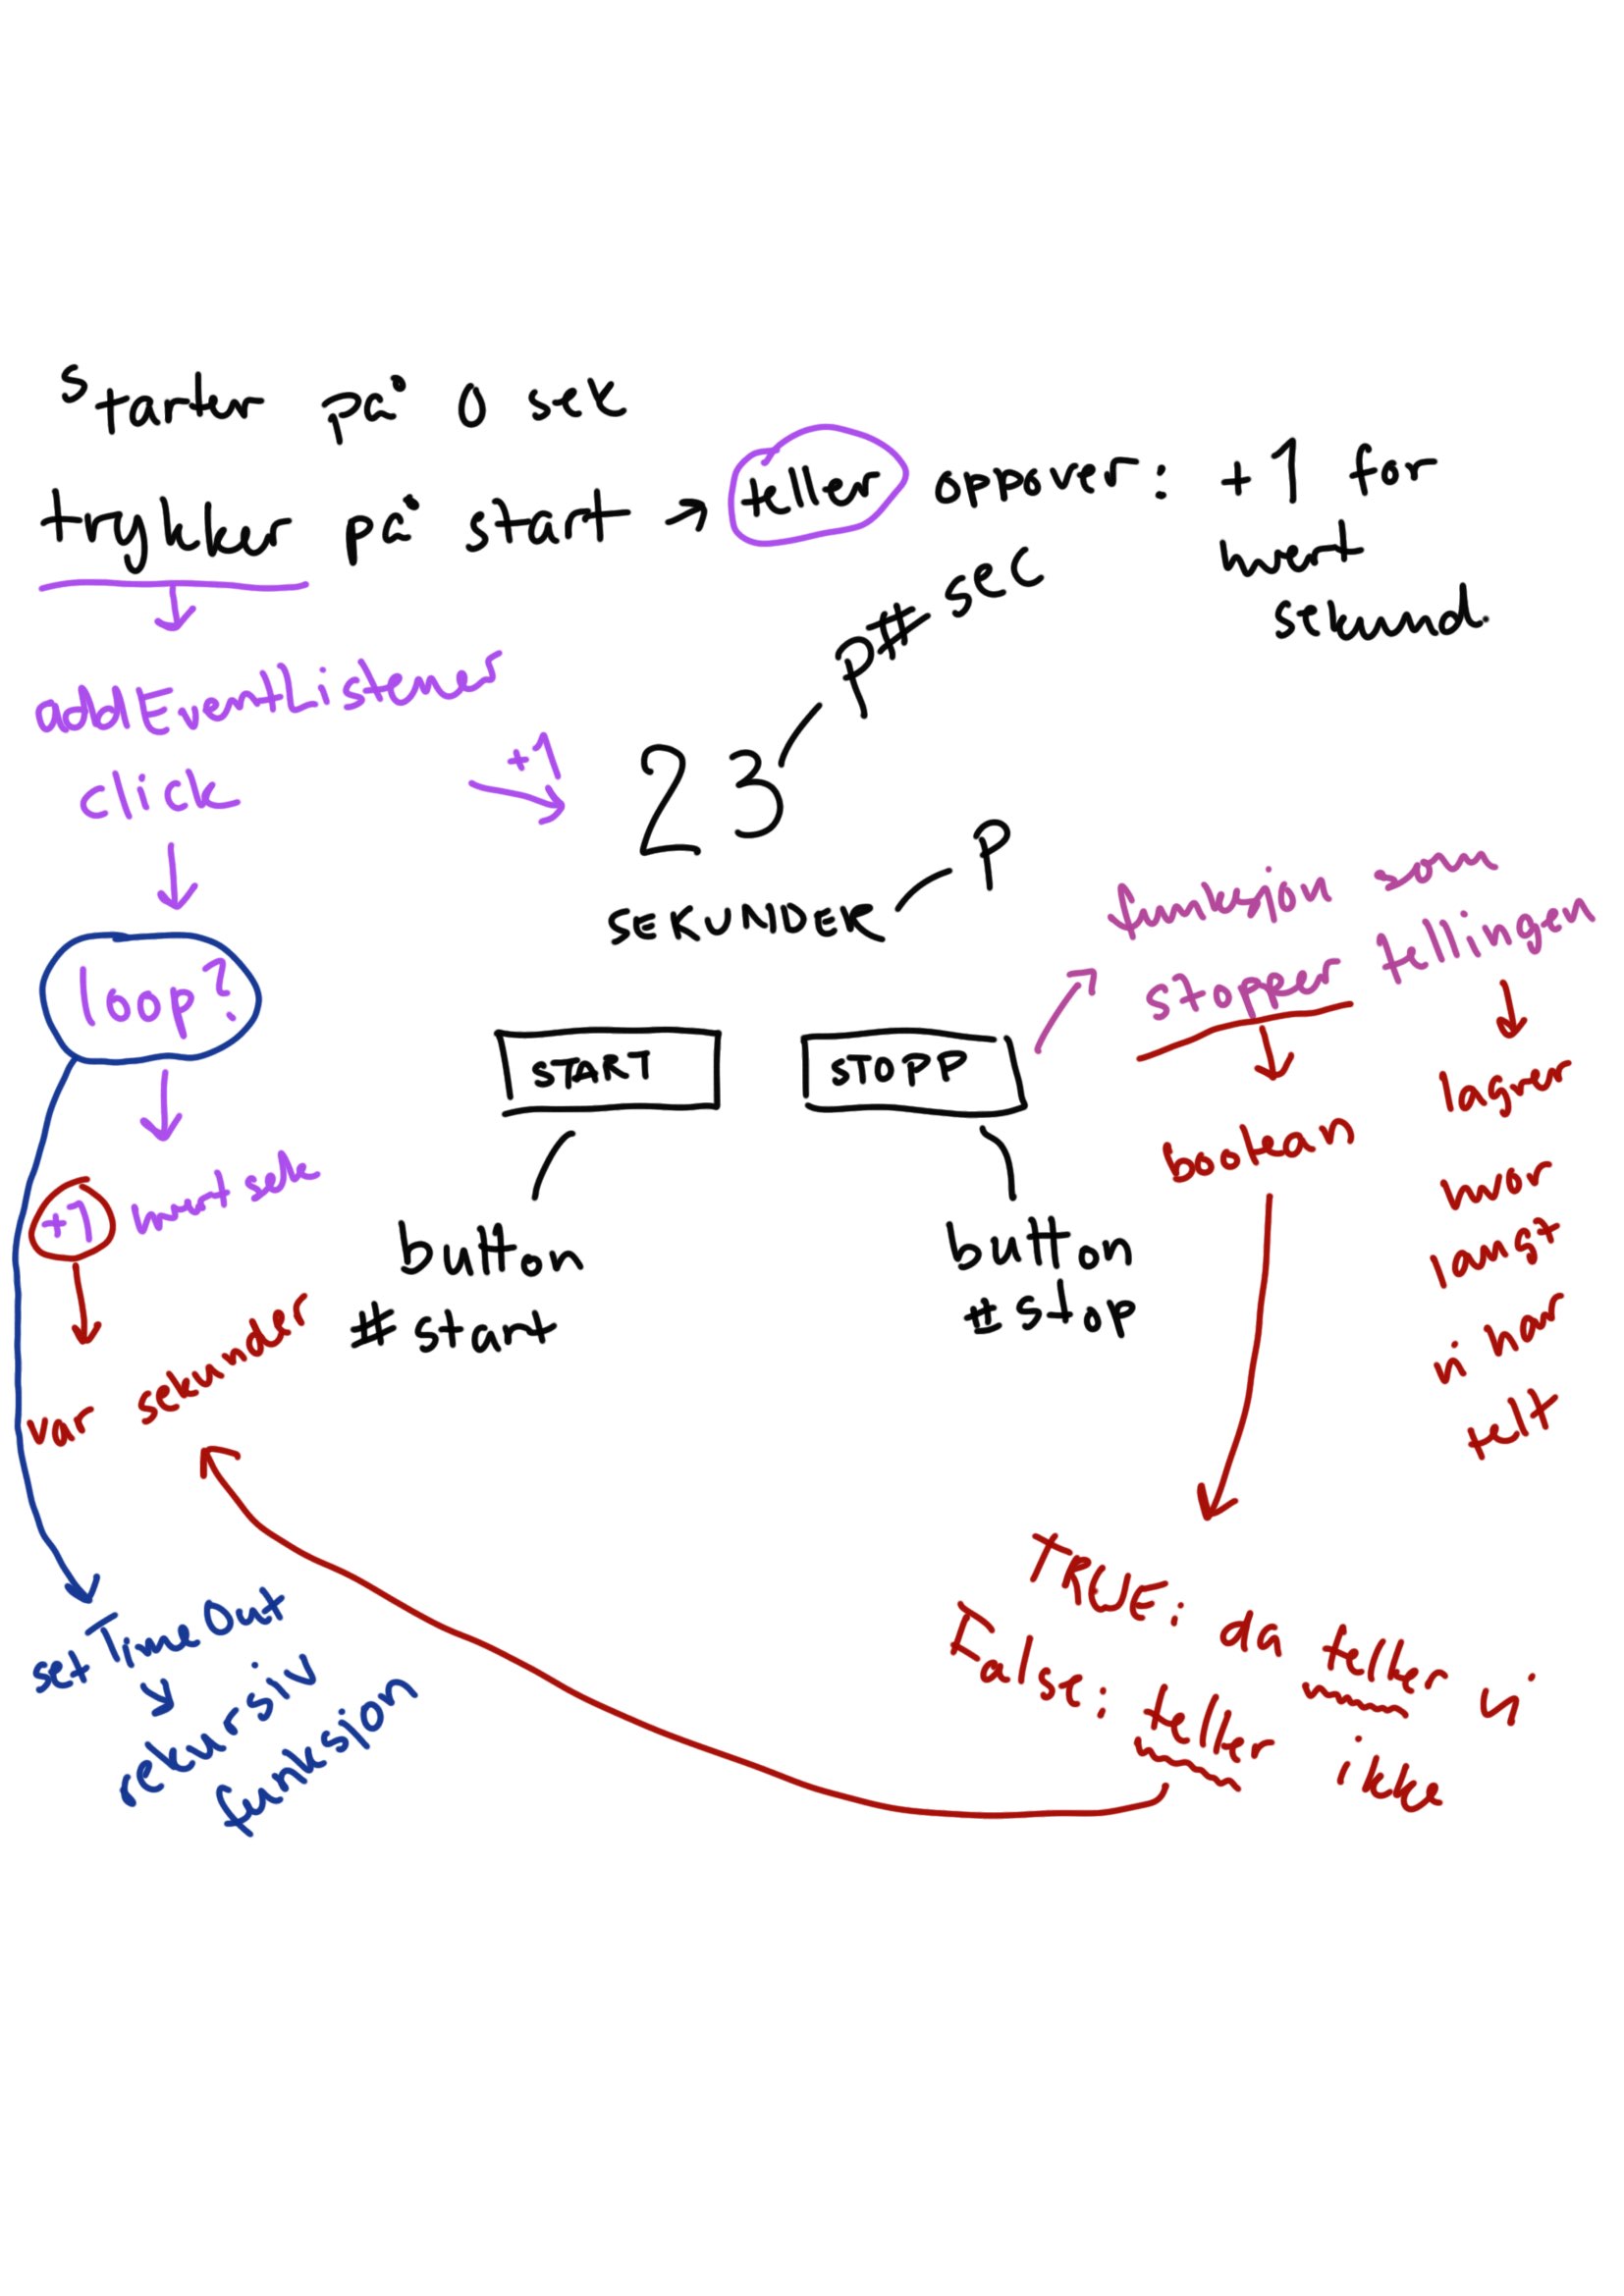 Starter på 0 sek
trykker på start → teller oppover: +1 for
hvert
sekund.
p# sec
addEventListener
click
+1
23
p
SEKUNDER
funksjon som
stopper tellingen
loop?
START
STOPP
lagrer
hvor
langt
vi har
telt
boolean
+1 hvert sek
button
#start
button
#stop
var sekunder
TRUE: da teller vi
False: teller ikke
setTimeOut
rekursiv
funksjon